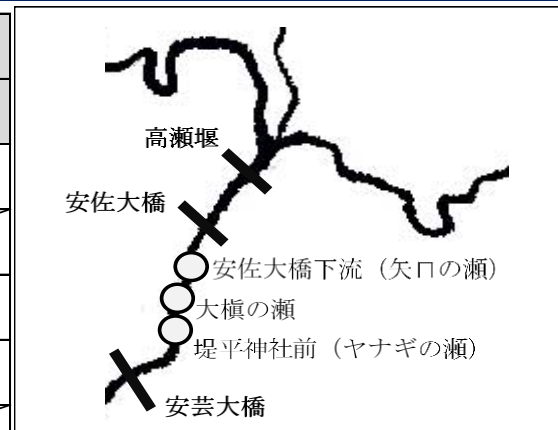 高瀬堰
安佐大橋
安佐大橋下流（矢口の瀬）
大槇の瀬
堤平神社前（ヤナギの瀬）
安芸大橋